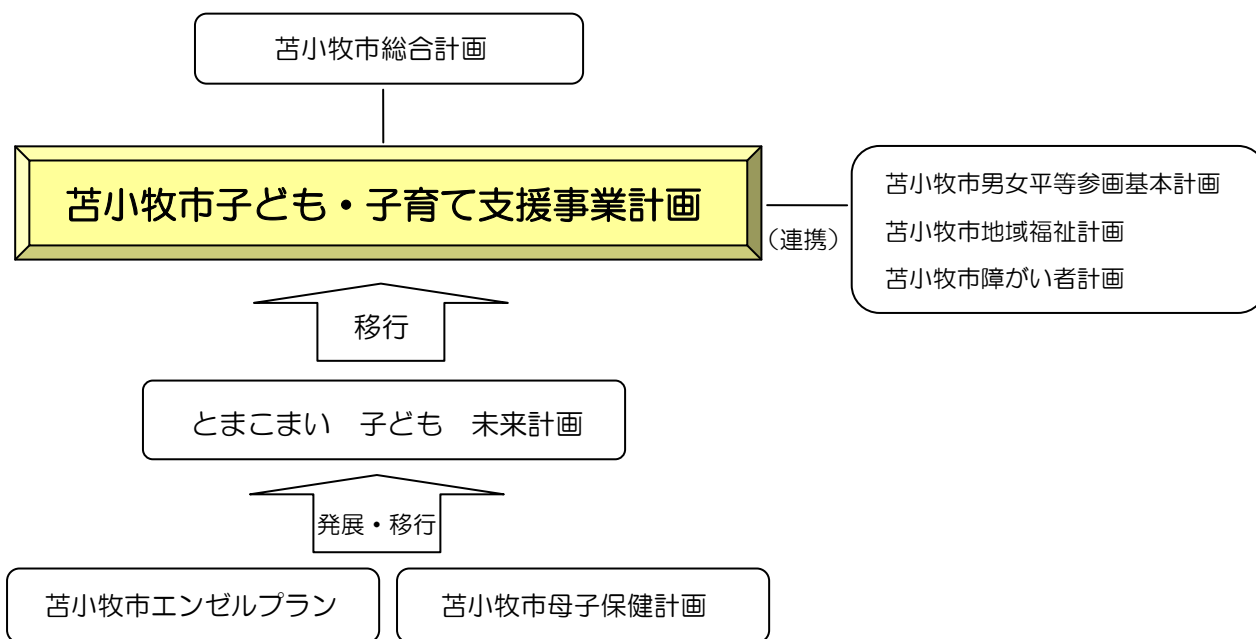 苫小牧市総合計画
苫小牧市子ども・子育て支援事業計画
（連携）
苫小牧市男女平等参画基本計画
苫小牧市地域福祉計画
苫小牧市障がい者計画
移行
とまこまい　子ども　未来計画
発展・移行
苫小牧市エンゼルプラン
苫小牧市母子保健計画